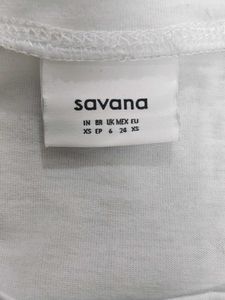 savana
IN BR UK MEX EU
XS EP 6 24 XS